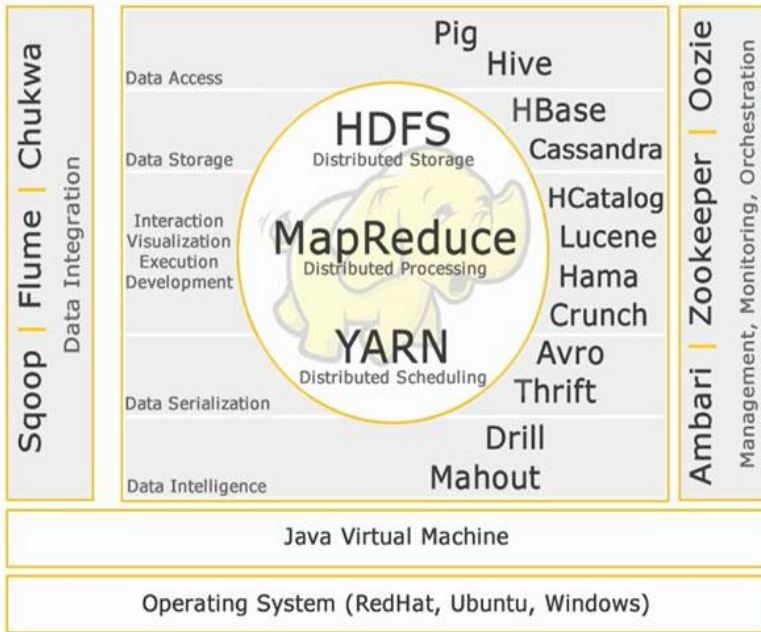 Sqoop | Flume | Chukwa
Data Integration
Data Access
Pig
Hive
Data Storage
HBase
Cassandra
Interaction
Visualization
Execution
Development
HCatalog
Lucene
Hama
Crunch
Data Serialization
Avro
Thrift
Data Intelligence
Drill
Mahout
HDFS
Distributed Storage
MapReduce
Distributed Processing
YARN
Distributed Scheduling
Ambari | Zookeeper | Oozie
Management, Monitoring, Orchestration
Java Virtual Machine
Operating System (RedHat, Ubuntu, Windows)